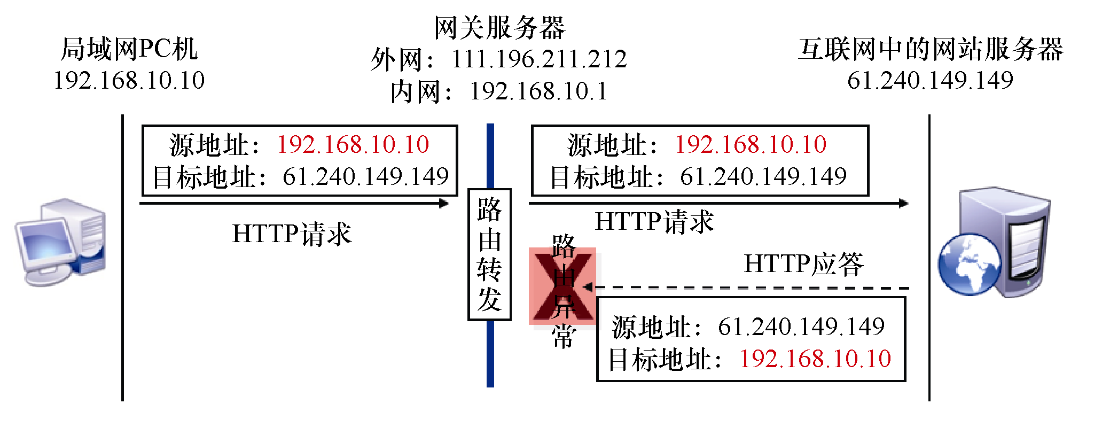 局域网PC机
192.168.10.10
网关服务器
外网：111.196.211.212
内网：192.168.10.1
互联网中的网站服务器
61.240.149.149
源地址：192.168.10.10
目标地址：61.240.149.149
HTTP请求
路由转发
源地址：192.168.10.10
目标地址：61.240.149.149
HTTP请求
路由异常
X
HTTP应答
源地址：61.240.149.149
目标地址：192.168.10.10